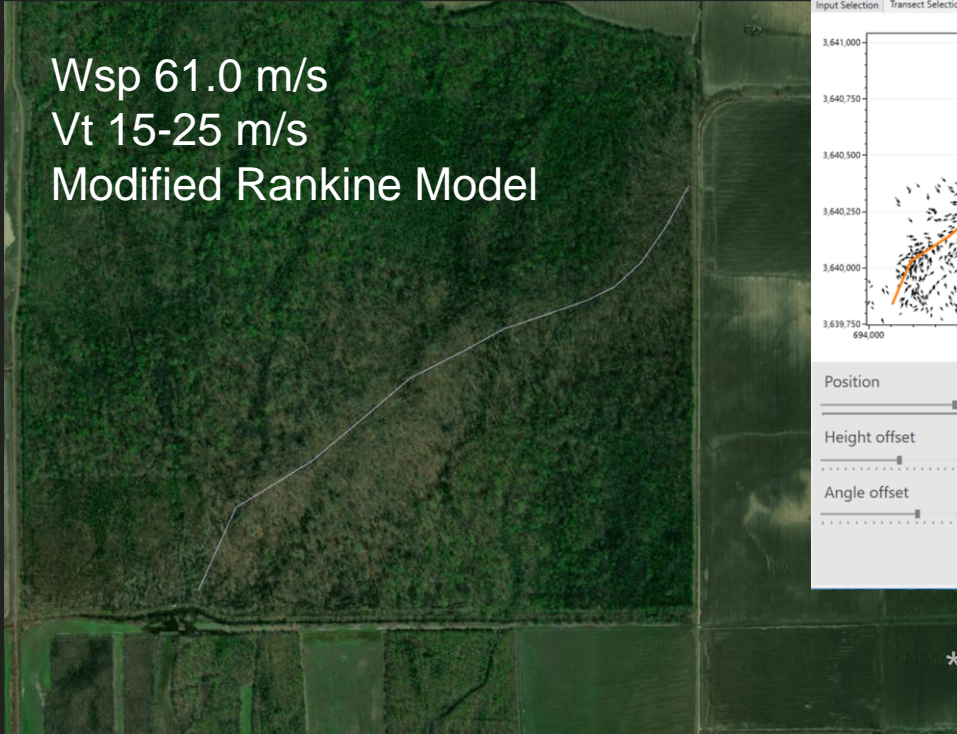 Wsp 61.0 m/s
Vt 15-25 m/s
Modified Rankine Model
Input Selection
Transect Selectio
3,641,000
3,640,750
3,640,500
3,640,250
3,640,000
3,639,750
694,000
Position
Height offset
Angle offset
*